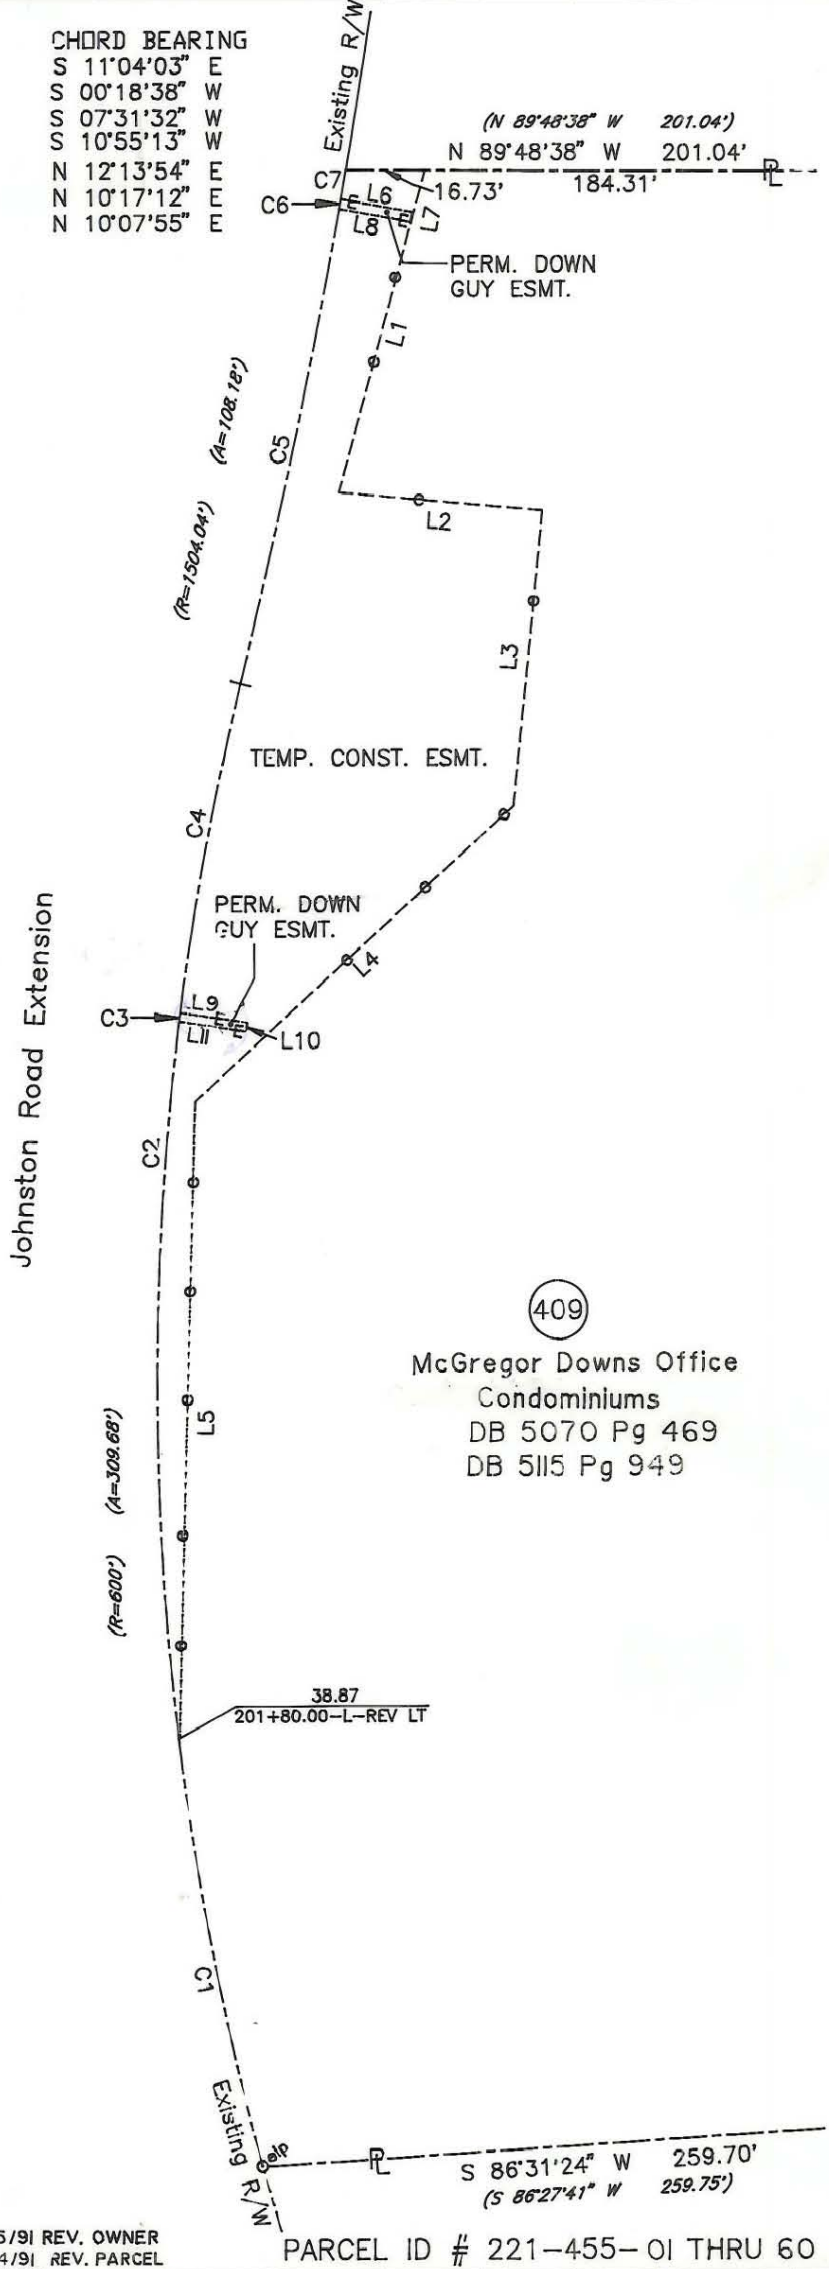 CHORD BEARING
S 11°04'03" E
S 00°18'38" W
S 07°31'32" W
S 10°55'13" W
N 12°13'54" E
N 10°17'12" E
N 10°07'55" E
Existing R/W
(N 89°48'38" W 201.04')
N 89°48'38" W 201.04'
C7
16.73'
184.31'
PL
C6
L6
L8
E
E
L7
PERM. DOWN
GUY ESMT.
L1
(A=108.18')
C5
L2
(R=1504.04')
L3
TEMP. CONST. ESMT.
C4
PERM. DOWN
GUY ESMT.
L4
C3
L9
L11
E
E
L10
Johnston Road Extension
C2
409
McGregor Downs Office
Condominiums
DB 5070 Pg 469
DB 5115 Pg 949
L5
(A=309.68')
(R=600')
38.87
201+80.00-L-REV LT
C1
Existing R/W
e/p
PL
S 86°31'24" W 259.70'
(S 86°27'41" W 259.75')
5/91 REV. OWNER
4/91 REV. PARCEL
PARCEL ID # 221-455-01 THRU 60